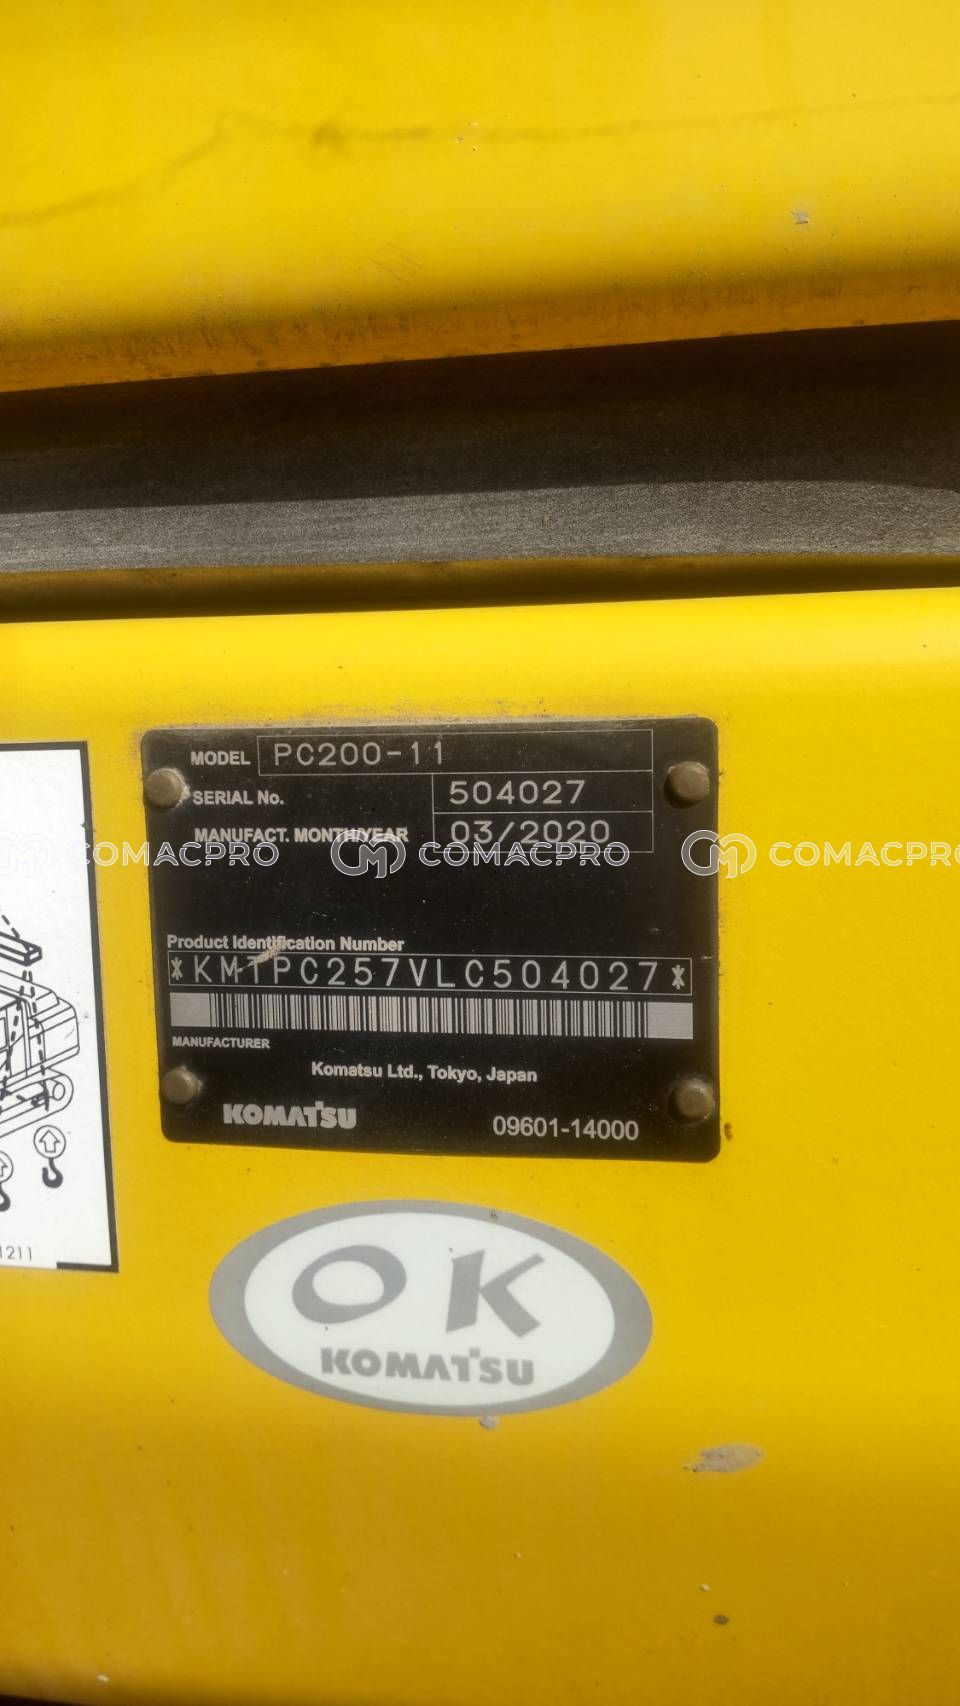 MODEL PC200-11
SERIAL No. 504027
MANUFACT. MONTH/YEAR 03/2020
COMACPRO COMACPRO COMACPRO
Product Identification Number
*KMTPC257VLC504027*
MANUFACTURER
Komatsu Ltd., Tokyo, Japan
KOMATSU 09601-14000
1211
OK
KOMATSU